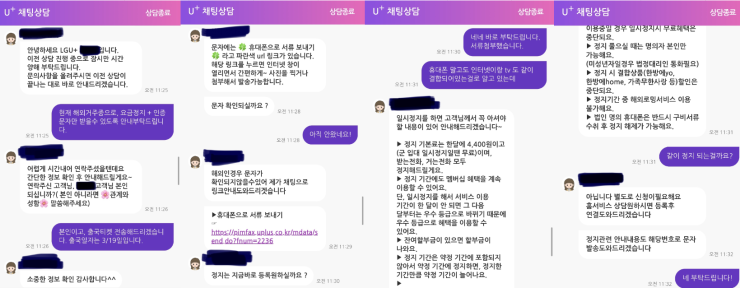 U+ 채팅상담
상담종료
안녕하세요 LGU+ 입니다.
이전 상담 진행 중으로 잠시만 시간
양해 부탁드립니다.
문의사항을 올려주시면 이전 상담이
끝나는 대로 바로 안내드리겠습니다.
오전 11:25
현재 해외거주중으로, 요금정지 + 인증
문자만 받을수 있도록 안내부탁드립니
다.
오전 11:25
어렵게 시간내어 연락주셨을텐데요
간단한 정보 확인 후 안내드릴게요~
연락주신 고객님, 고객님 본인
되십니까?( 본인 아니라면 🌸관계와
성함🌸 말씀해주세요)
오전 11:26
본인이고, 출국티켓 전송해드리겠습니
다. 출국일자는 3/19일입니다.
오전 11:26
소중한 정보 확인 감사합니다^^
U+ 채팅상담
상담종료
문자에는 🍀 휴대폰으로 서류 보내기
🍀 라고 파란색 url 링크가 있습니다.
해당 링크를 누르면 인터넷 창이
열리면서 간편하게~ 사진을 찍거나
첨부해서 발송가능합니다.
문자 확인되실까요 ?
오전 11:28
아직 안왔네요!
오전 11:28
해외인경우 문자가
확인되지않을수있어 제가 채팅으로
링크안내도와드리겠습니다
▶휴대폰으로 서류 보내기
☞
https://pimfax.uplus.co.kr/mdata/s
end.do?fnum=2236
오전 11:29
정지는 지금바로 등록원하실까요 ?
오전 11:30
U+ 채팅상담
상담종료
네네 바로 부탁드립니다.
서류첨부했습니다.
오전 11:30
휴대폰 말고도 인터넷이랑 tv 도 같이
결합되어있는걸로 알고 있는데
오전 11:31
일시정지를 하면 고객님께서 꼭 아셔야
할 내용이 있어 안내해드리겠습니다~
▶ 정지 기본료는 한달에 4,400원이고
(군 입대 일시정지일땐 무료)이며,
받는전화, 거는전화 모두
정지해드릴게요.
▶ 정지 기간에도 멤버십 혜택을 계속
이용할 수 있어요.
단, 일시정지를 해서 서비스 이용
기간이 한 달이 안 되면 그 다음
달부터는 우수 등급으로 바뀌기 때문에
우수 등급으로 혜택을 이용할 수
있어요.
▶ 잔여할부금이 있으면 할부금이
나와요.
▶ 정지 기간은 약정 기간에 포함되지
않아서 약정 기간에 정지하면, 정지한
기간만큼 약정 기간이 늘어나요.
▶
U+ 채팅상담
상담종료
이용중일 경우 일시정지시 무료혜택은
중단되요.
▶ 정지 풀으실 때는 명의자 본인만
가능해요.
(미성년자일경우 법정대리인 통화필요)
▶ 정지 시 결합상품(한방에yo,
한방에home, 가족무한사랑 등)할인은
중단되요.
▶정지기간 중 해외로밍서비스 이용
불가해요.
▶ 법인 명의 휴대폰은 반드시 구비서류
수취 후 정지 해제가 가능해요.
오전 11:31
같이 정지 되는걸까요?
오전 11:31
아닙니다 별도로 신청이필요해요
홈서비스 상담원하시면 등록후
연결도와드리겠습니다
정지관련 안내내용도 해당번호로 문자
발송도와드리겠습니다
오전 11:32
네 부탁드립니다!
오전 11:32